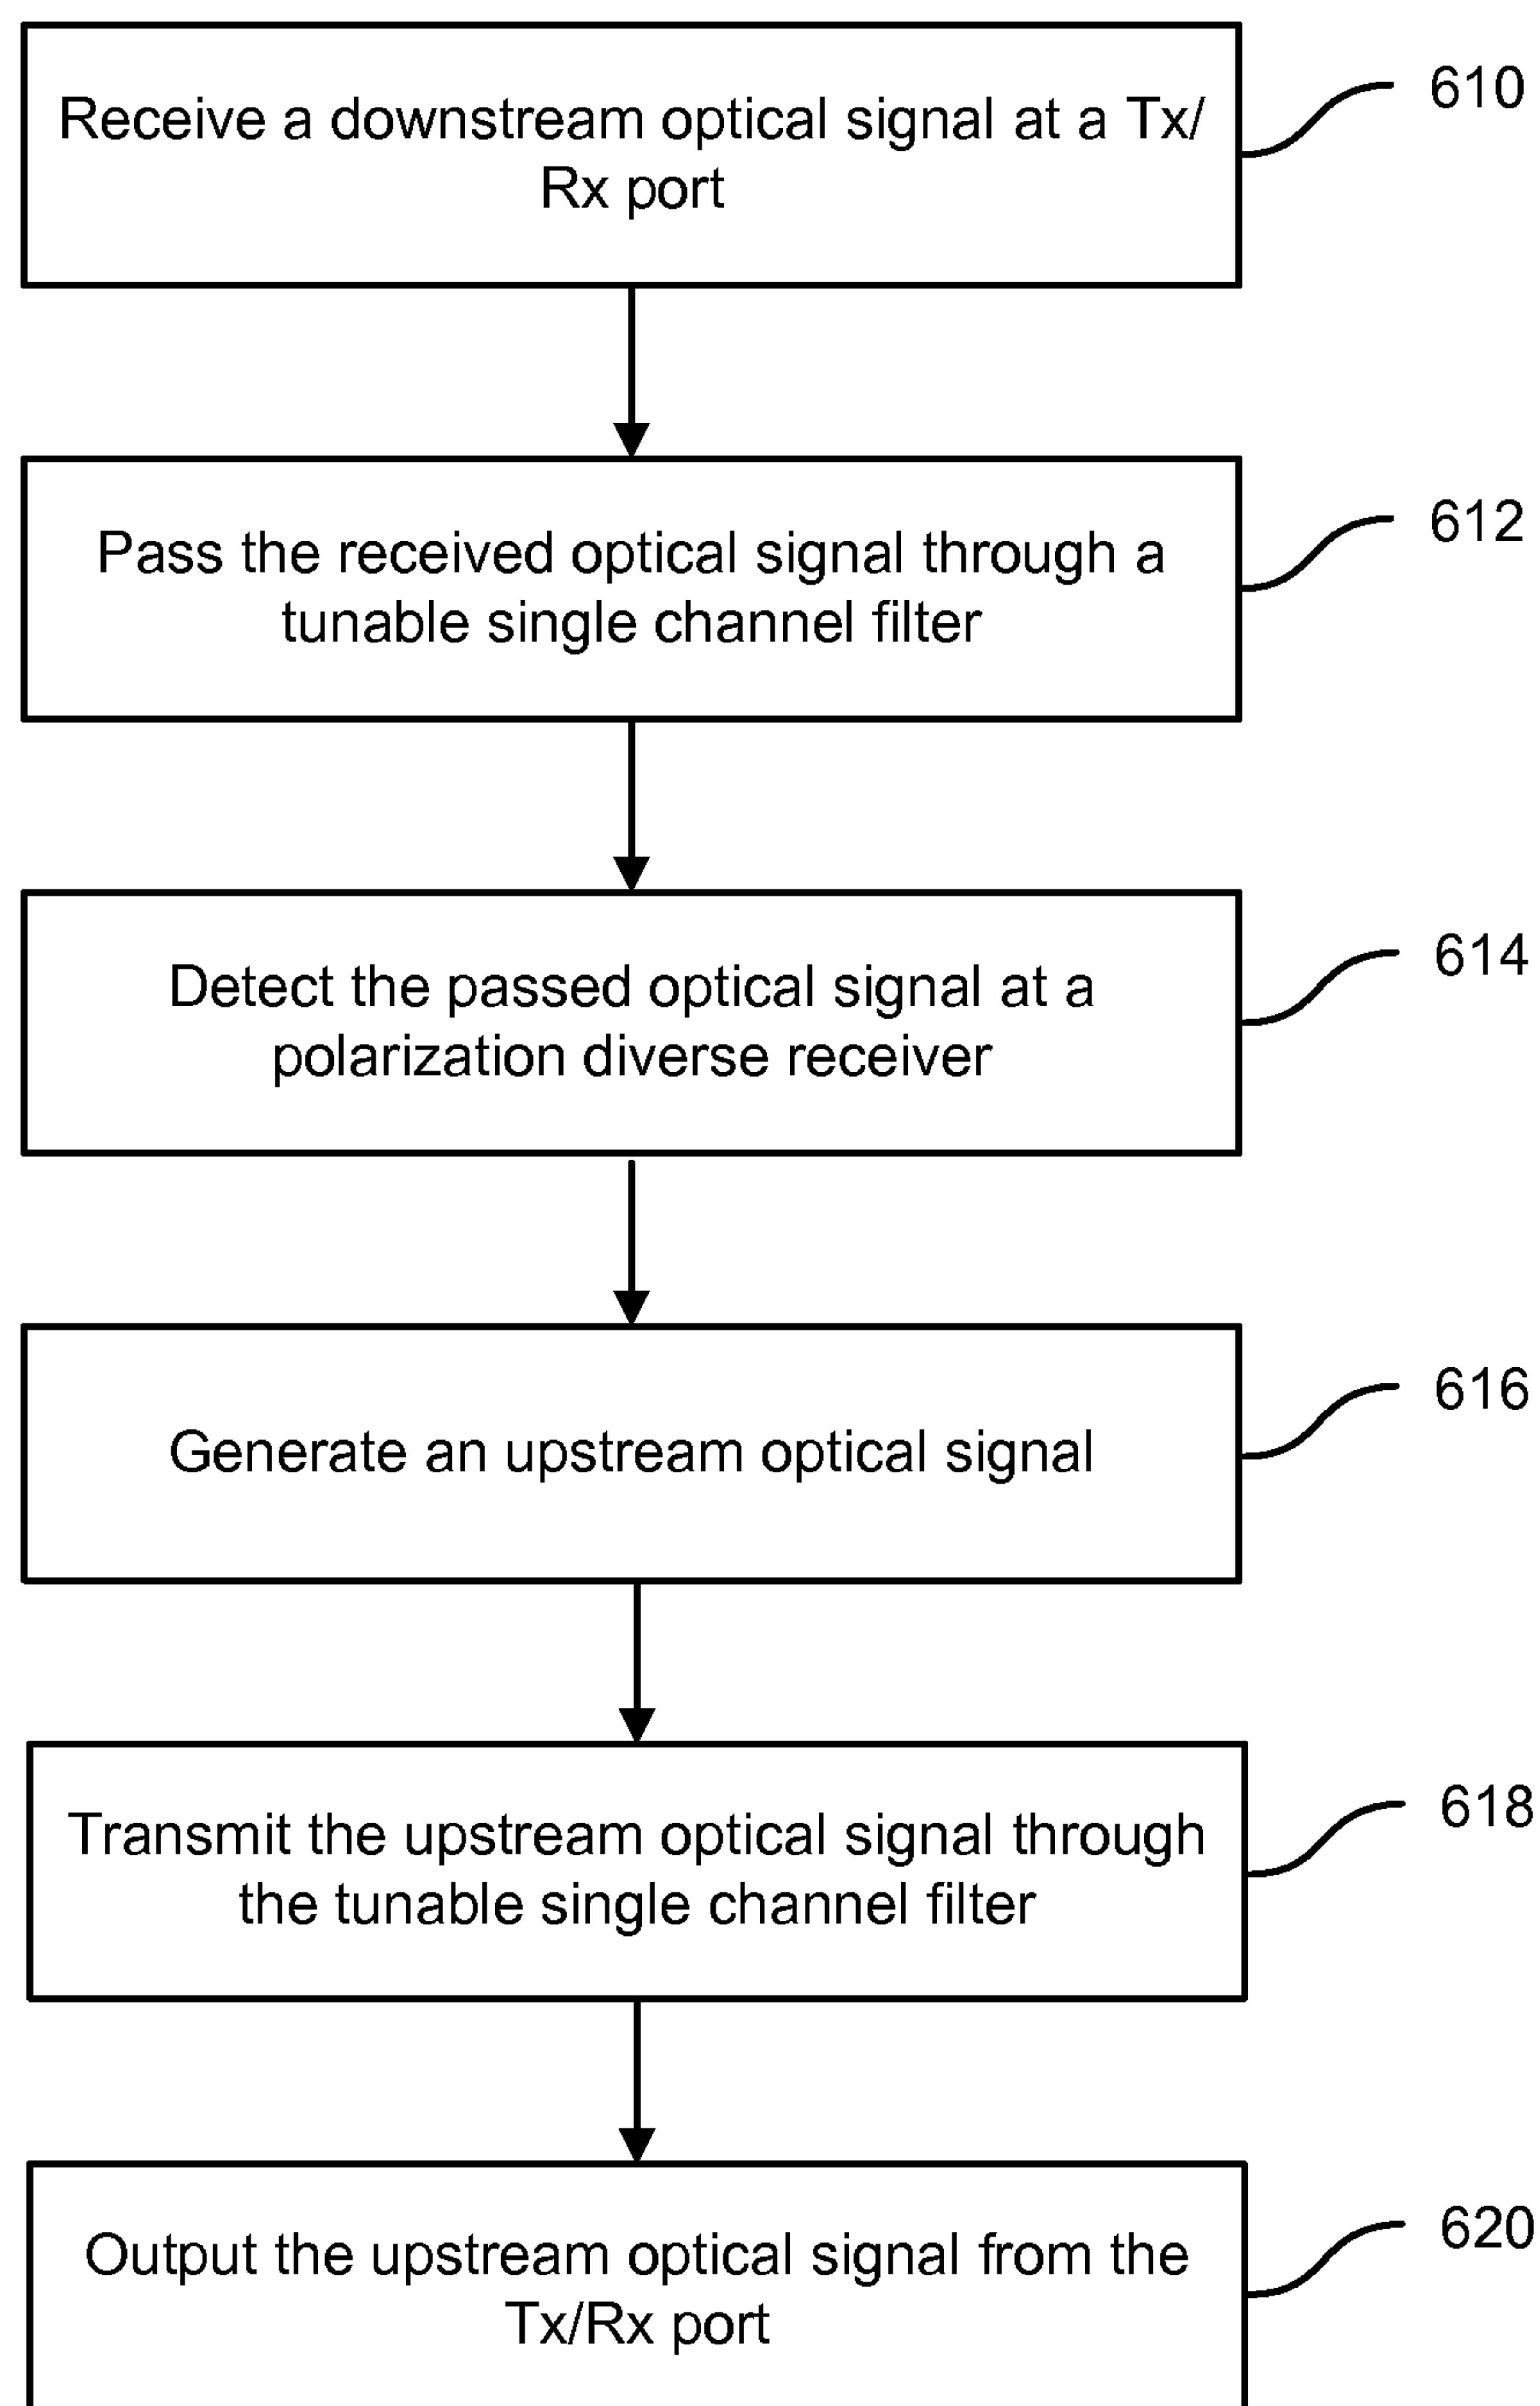 Receive a downstream optical signal at a Tx/
Rx port
610
Pass the received optical signal through a
tunable single channel filter
612
Detect the passed optical signal at a
polarization diverse receiver
614
Generate an upstream optical signal
616
Transmit the upstream optical signal through
the tunable single channel filter
618
Output the upstream optical signal from the
Tx/Rx port
620